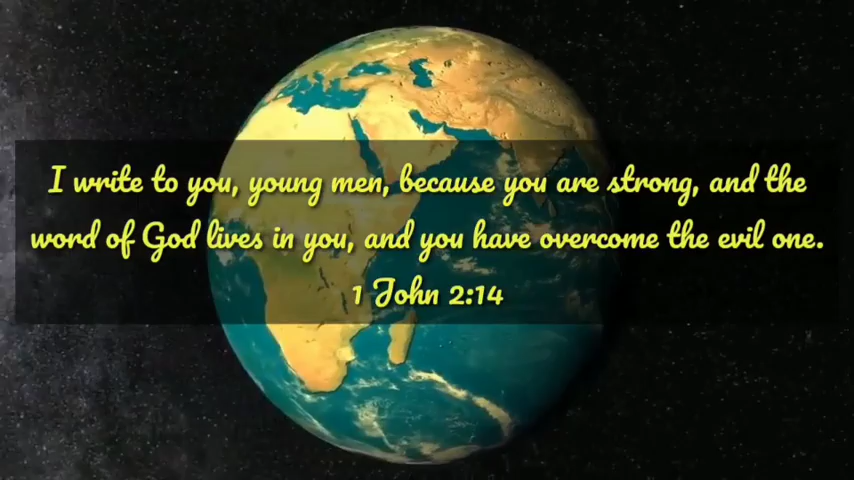 I write to you, young men, because you are strong, and the
word of God lives in you, and you have overcome the evil one.
1 John 2:14